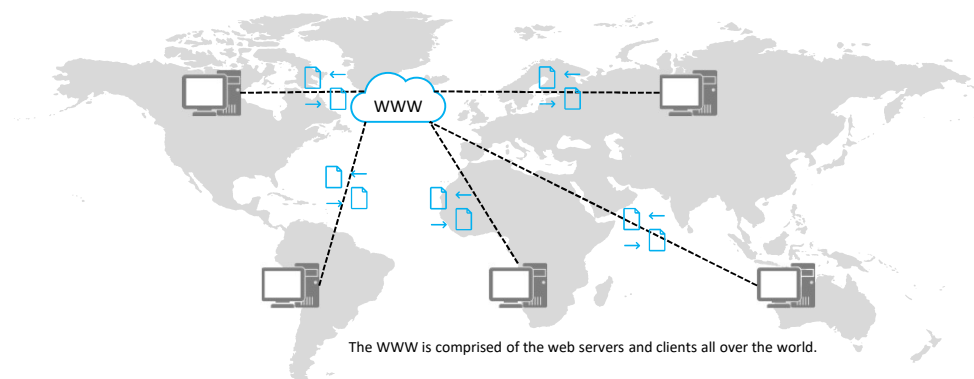 WWW
The WWW is comprised of the web servers and clients all over the world.